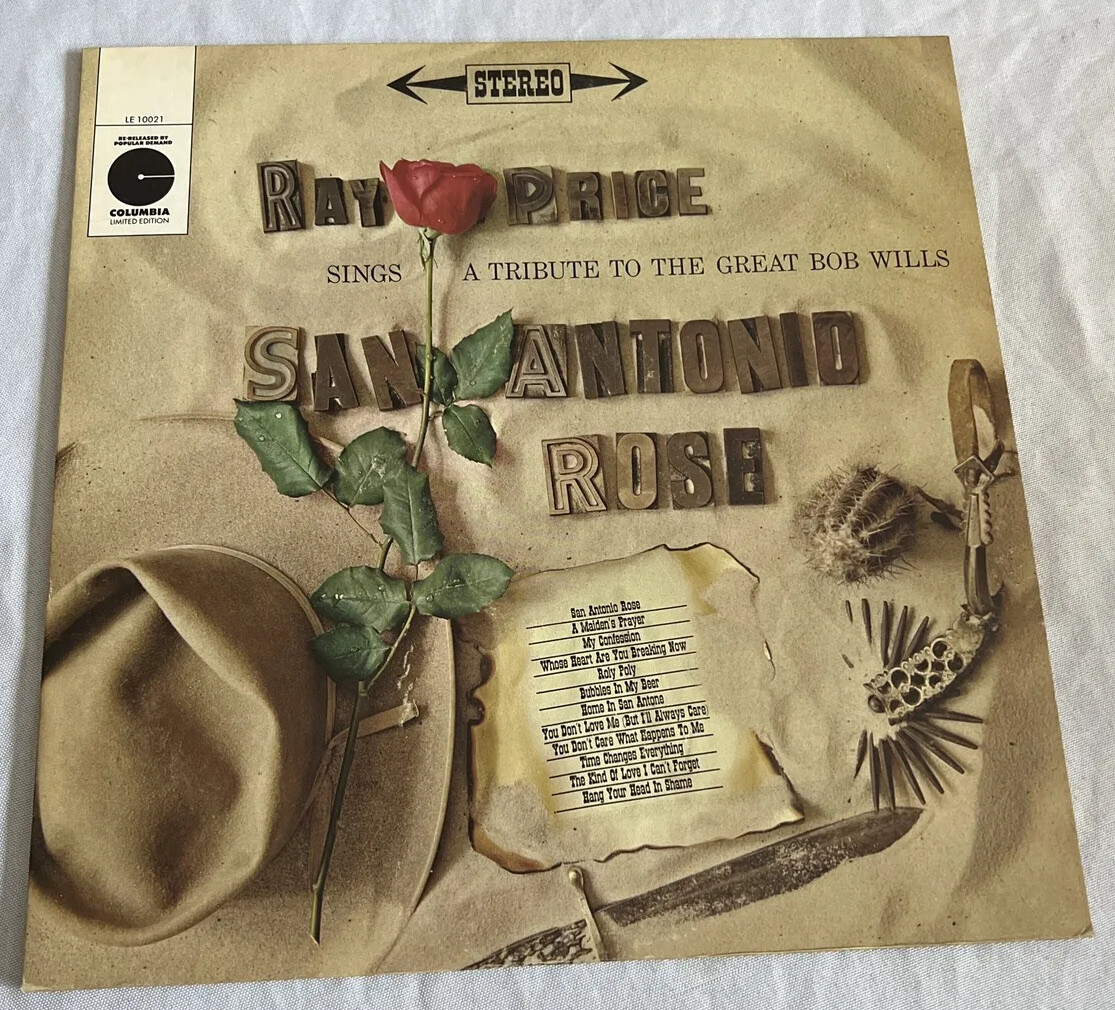 STEREO
LE 10021
RE-RELEASED BY
POPULAR DEMAND
COLUMBIA
LIMITED EDITION
RAY PRICE
SINGS A TRIBUTE TO THE GREAT BOB WILLS
SAN ANTONIO
ROSE
San Antonio Rose
A Maiden's Prayer
My Confession
Whose Heart Are You Breaking Now
Roly Poly
Bubbles In My Beer
Home In San Antone
You Don't Love Me (But I'll Always Care)
You Don't Care What Happens To Me
Time Changes Everything
The Kind Of Love I Can't Forget
Hang Your Head In Shame